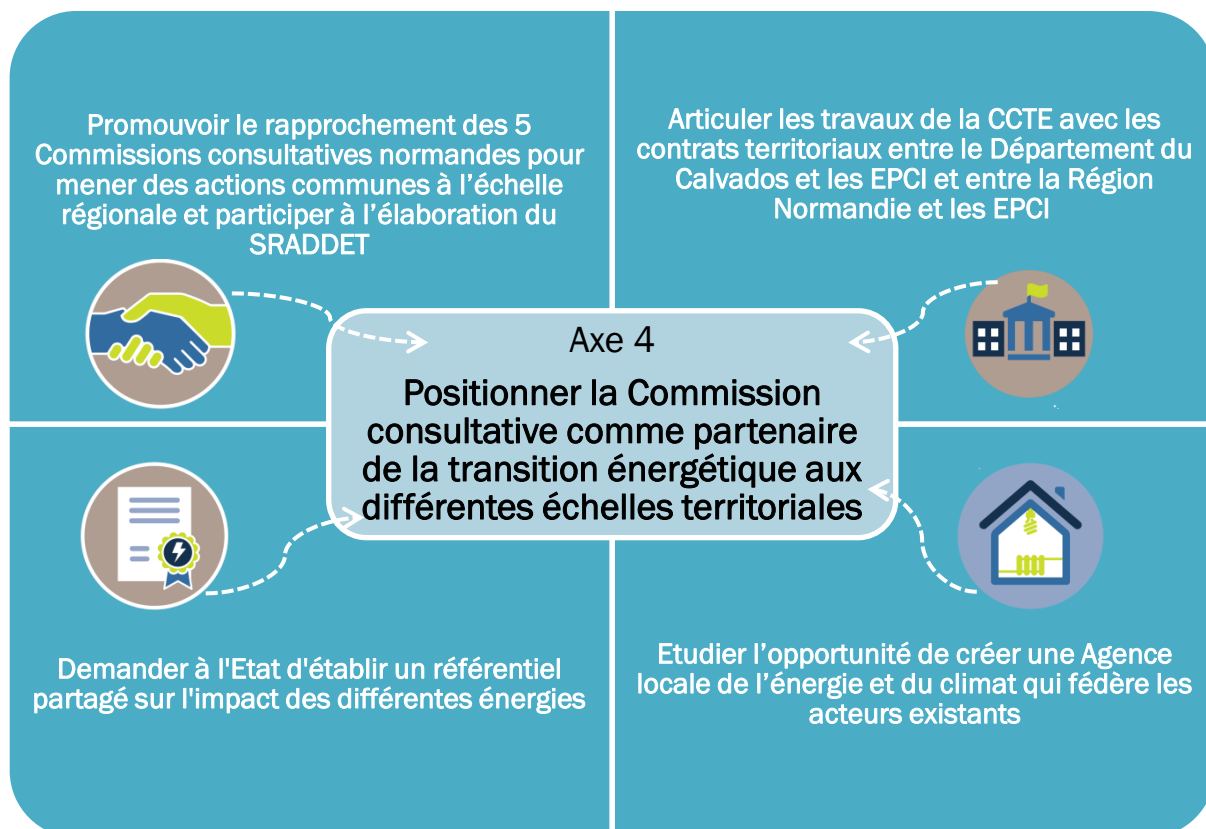 Promouvoir le rapprochement des 5
Commissions consultatives normandes pour
mener des actions communes à l’échelle
régionale et participer à l’élaboration du
SRADDET
Articuler les travaux de la CCTE avec les
contrats territoriaux entre le Département du
Calvados et les EPCI et entre la Région
Normandie et les EPCI
Axe 4
Positionner la Commission
consultative comme partenaire
de la transition énergétique aux
différentes échelles territoriales
Demander à l'Etat d'établir un référentiel
partagé sur l'impact des différentes énergies
Etudier l’opportunité de créer une Agence
locale de l’énergie et du climat qui fédère les
acteurs existants